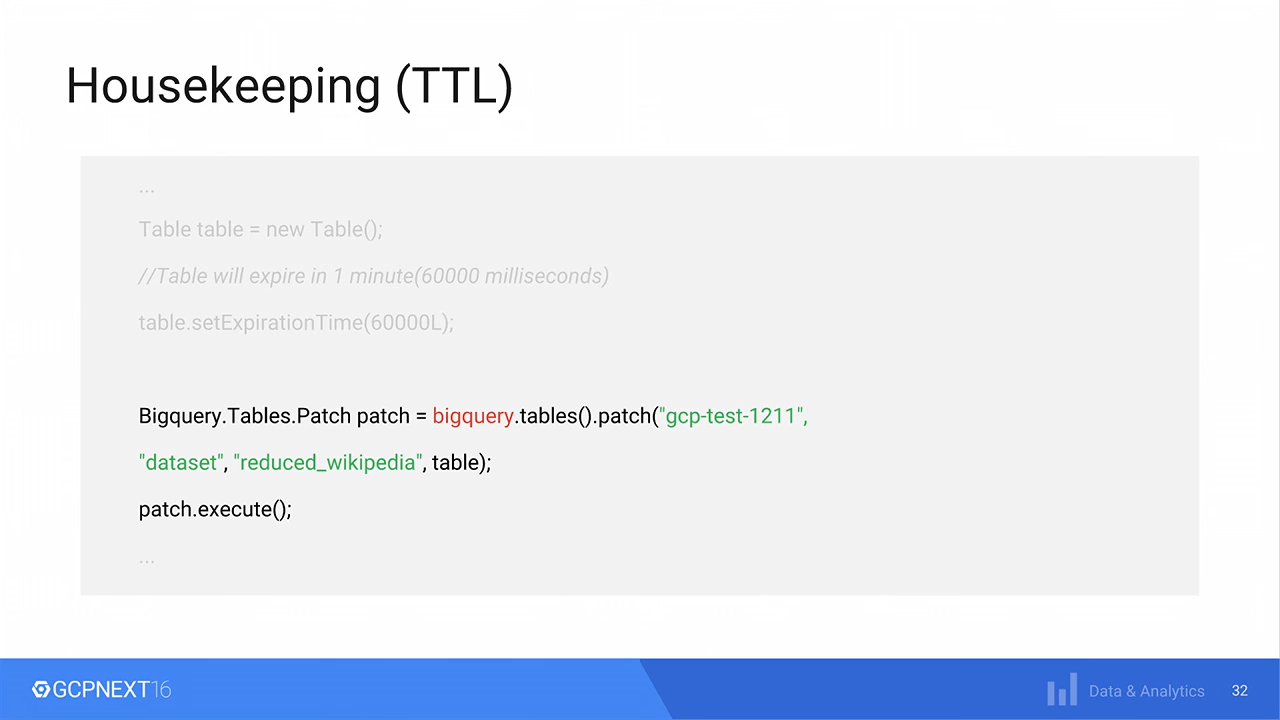 Housekeeping (TTL)
...
Table table = new Table();
//Table will expire in 1 minute(60000 milliseconds)
table.setExpirationTime(60000L);
Bigquery.Tables.Patch patch = bigquery.tables().patch("gcp-test-1211",
"dataset", "reduced_wikipedia", table);
patch.execute();
...
GCPNEXT16
Data & Analytics
32